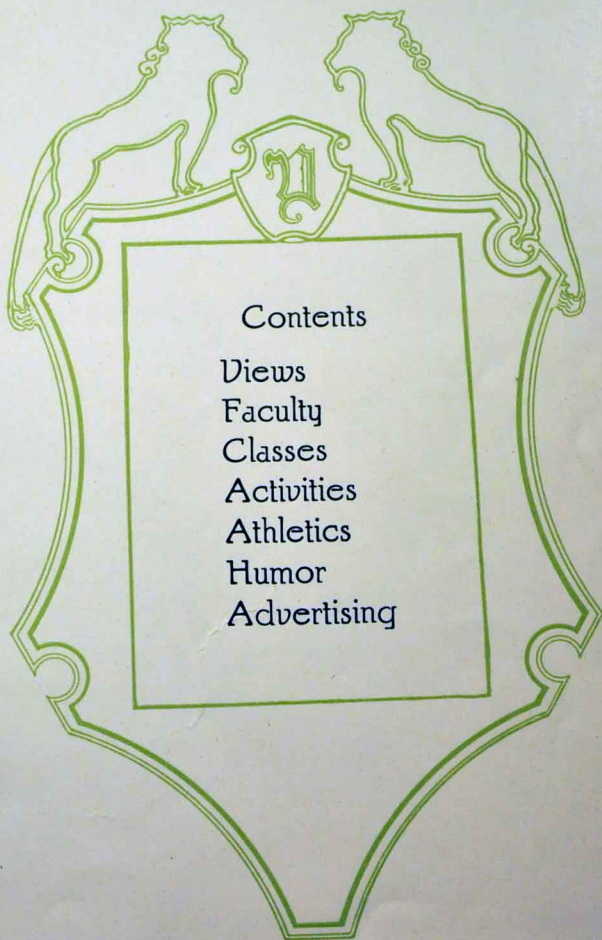 V
Contents
Views
Faculty
Classes
Activities
Athletics
Humor
Advertising